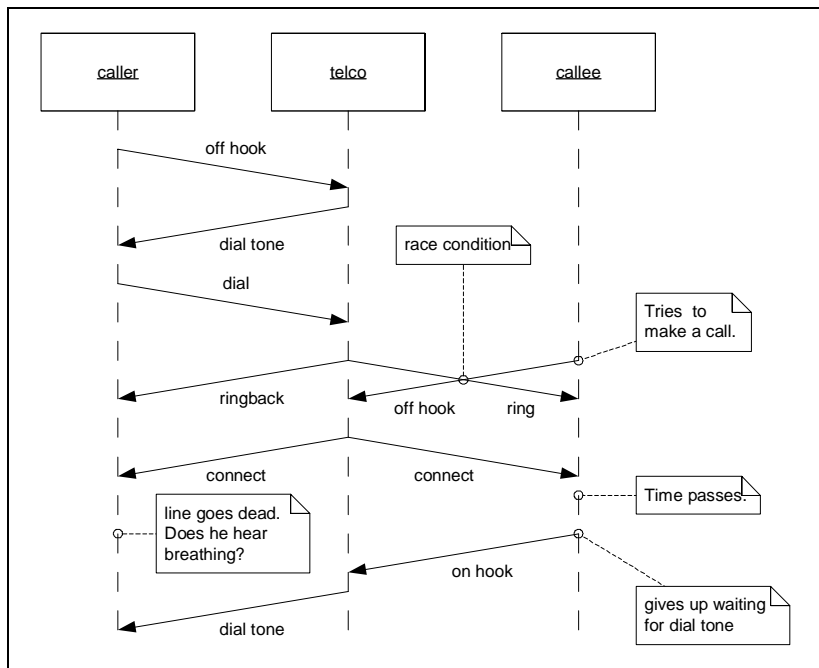 caller
telco
callee
off hook
dial tone
race condition
dial
Tries to
make a call.
ringback
off hook
ring
connect
connect
Time passes.
line goes dead.
Does he hear
breathing?
on hook
gives up waiting
for dial tone
dial tone